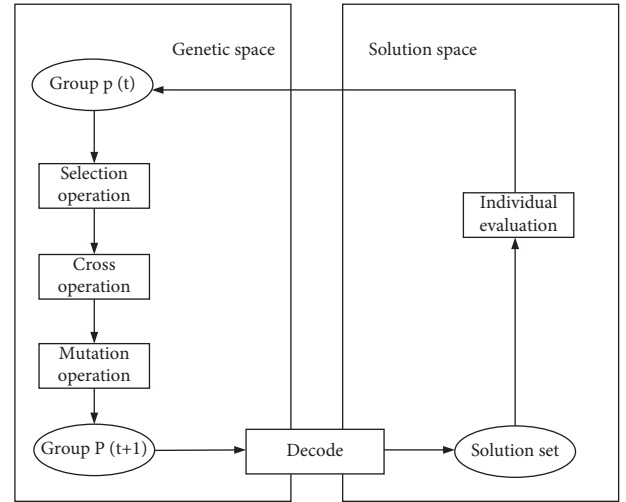 Genetic space
Solution space
Group p (t)
Selection
operation
Individual
evaluation
Cross
operation
Mutation
operation
Group P (t+1)
Decode
Solution set